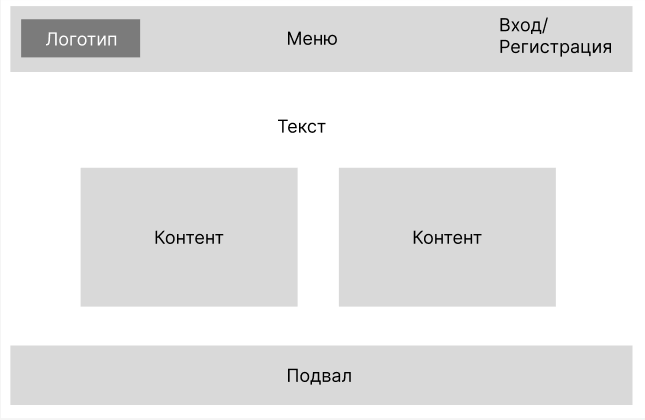 Логотип
Меню
Вход/
Регистрация
Текст
Контент
Контент
Подвал